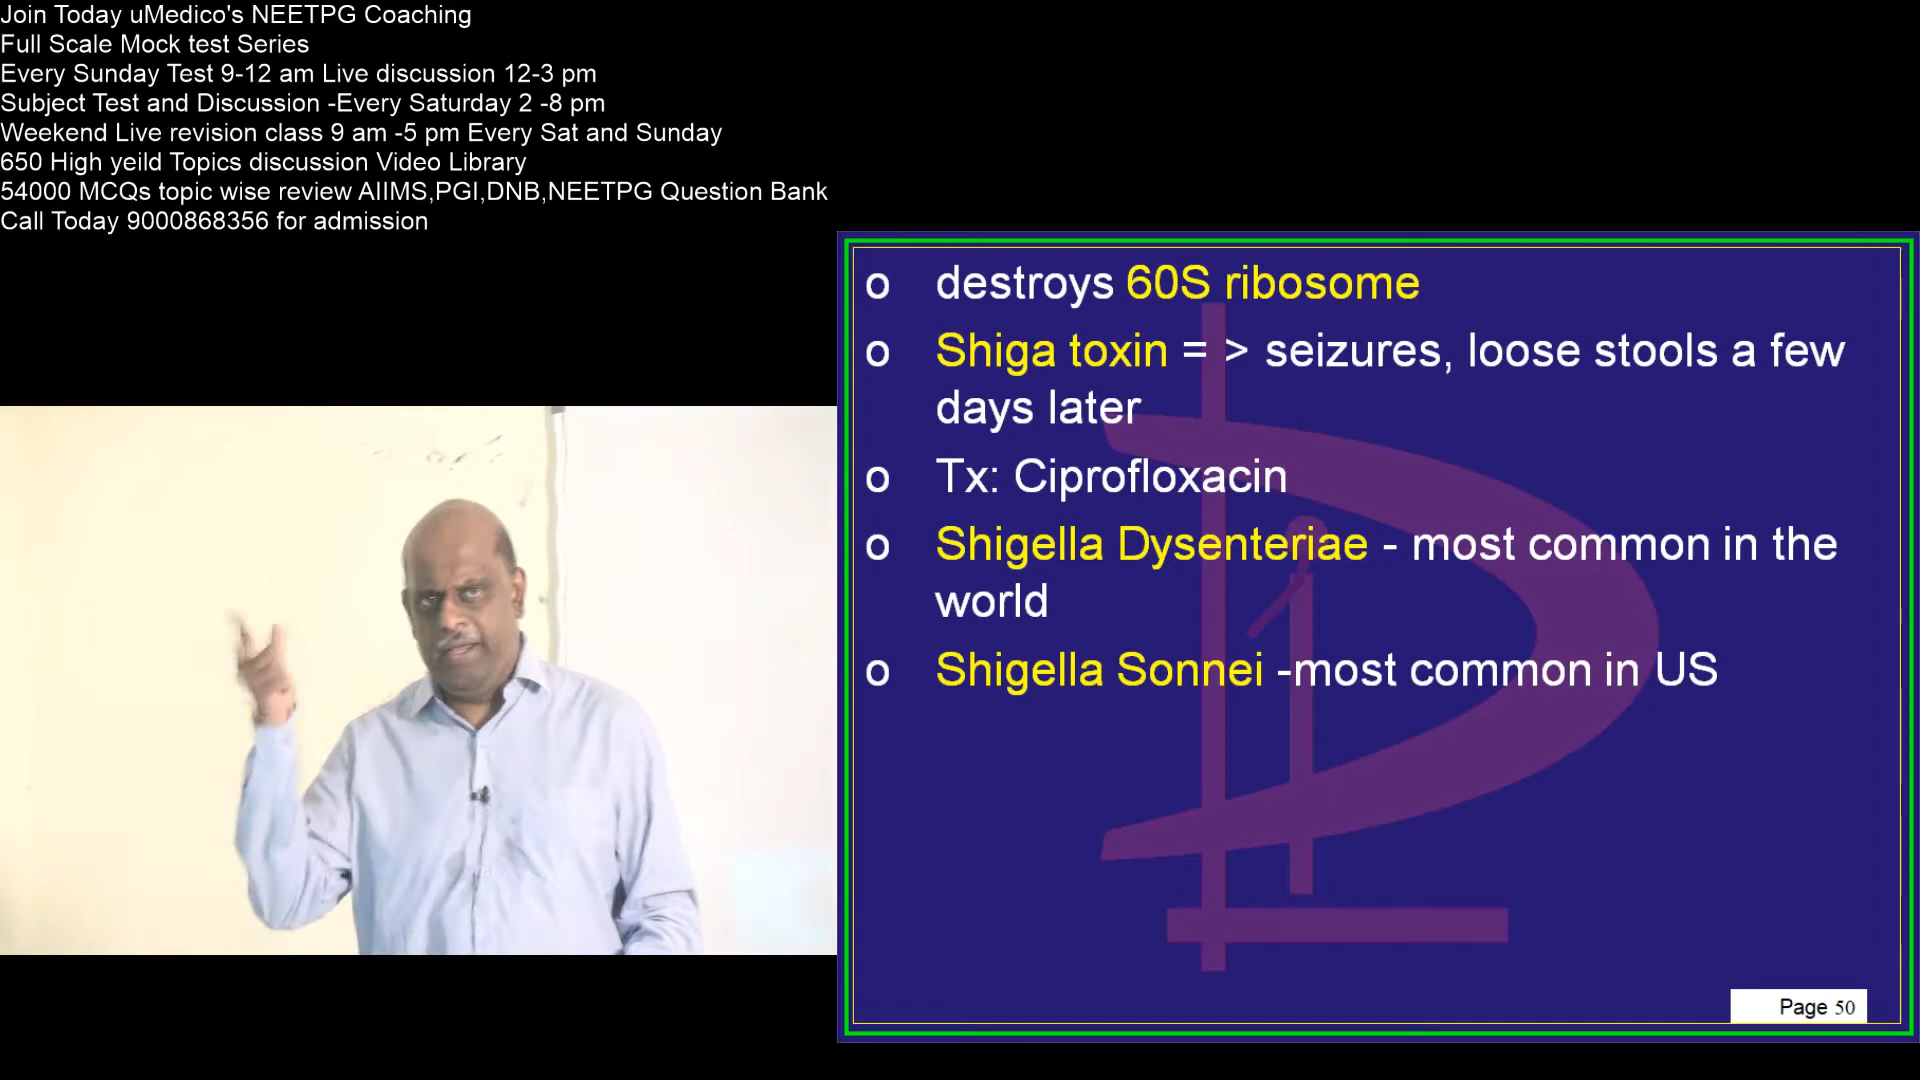 Join Today uMedico's NEETPG Coaching
Full Scale Mock test Series
Every Sunday Test 9-12 am Live discussion 12-3 pm
Subject Test and Discussion -Every Saturday 2 -8 pm
Weekend Live revision class 9 am -5 pm Every Sat and Sunday
650 High yeild Topics discussion Video Library
54000 MCQs topic wise review AIIMS,PGI,DNB,NEETPG Question Bank
Call Today 9000868356 for admission
o destroys 60S ribosome
o Shiga toxin = > seizures, loose stools a few
days later
o Tx: Ciprofloxacin
o Shigella Dysenteriae - most common in the
world
o Shigella Sonnei -most common in US
Page 50